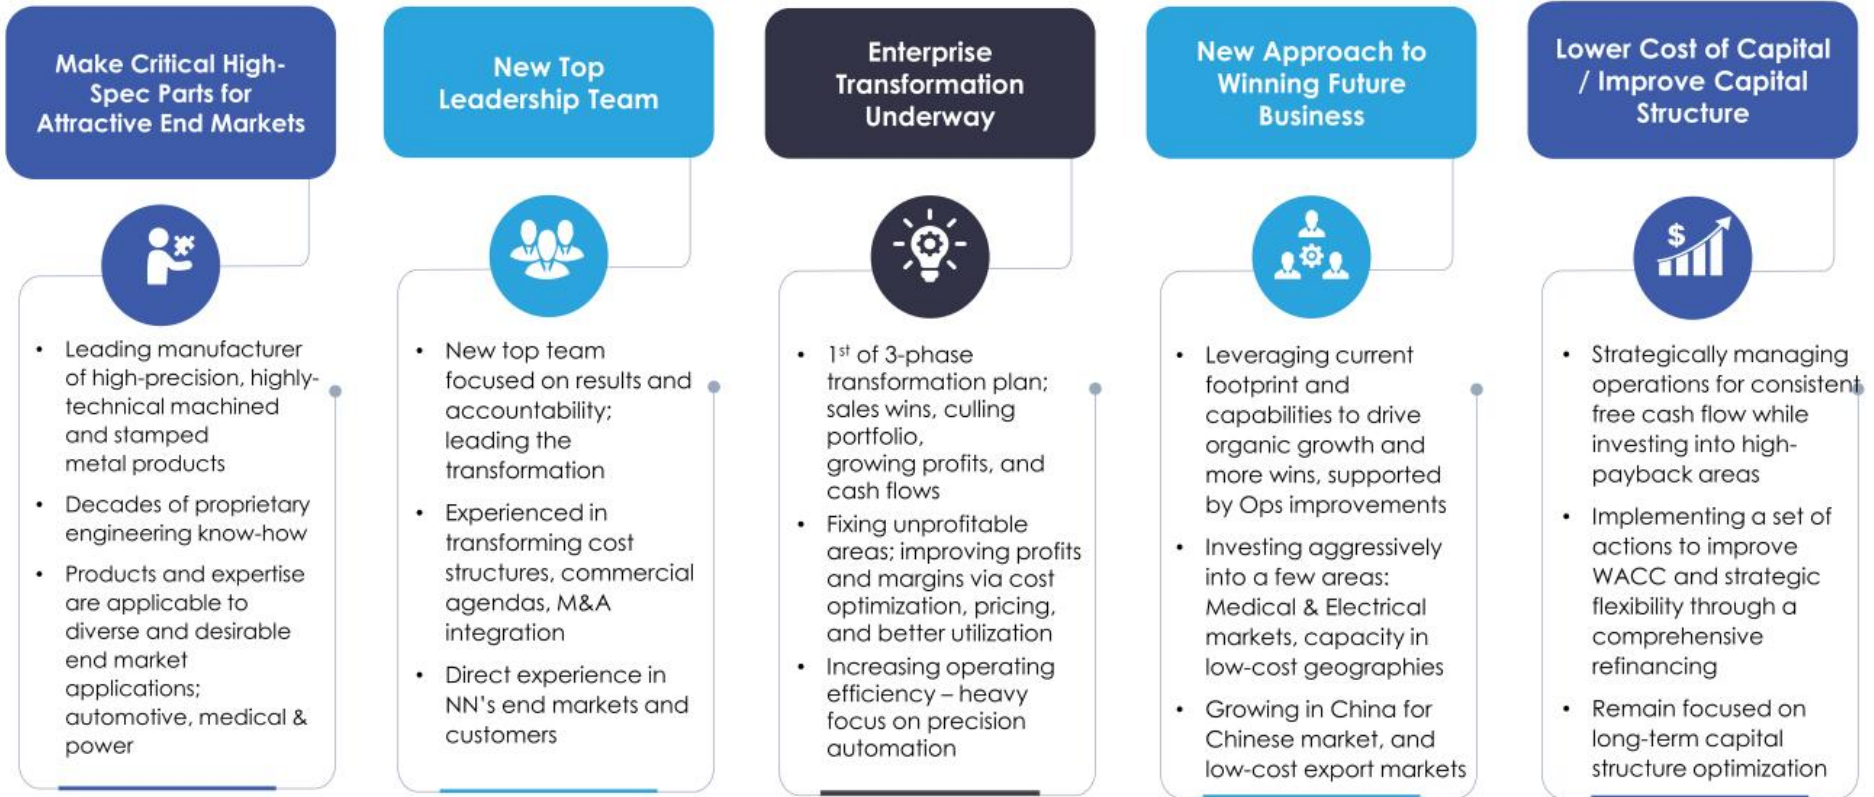 Make Critical High-
Spec Parts for
Attractive End Markets
$
• Leading manufacturer
of high-precision, highly-
technical machined
and stamped
metal products
• Decades of proprietary
engineering know-how
• Products and expertise
are applicable to
diverse and desirable
end market
applications;
automotive, medical &
power
New Top
Leadership Team
• New top team
focused on results and
accountability;
leading the
transformation
• Experienced in
transforming cost
structures, commercial
agendas, M&A
integration
• Direct experience in
NN's end markets and
customers
Enterprise
Transformation
Underway
• 1st of 3-phase
transformation plan;
sales wins, culling
portfolio,
growing profits, and
cash flows
• Fixing unprofitable
areas; improving profits
and margins via cost
optimization, pricing,
and better utilization
• Increasing operating
efficiency – heavy
focus on precision
automation
New Approach to
Winning Future
Business
• Leveraging current
footprint and
capabilities to drive
organic growth and
more wins, supported
by Ops improvements
• Investing aggressively
into a few areas:
Medical & Electrical
markets, capacity in
low-cost geographies
• Growing in China for
Chinese market, and
low-cost export markets
Lower Cost of Capital
/ Improve Capital
Structure
• Strategically managing
operations for consistent
free cash flow while
investing into high-
payback areas
• Implementing a set of
actions to improve
WACC and strategic
flexibility through a
comprehensive
refinancing
• Remain focused on
long-term capital
structure optimization